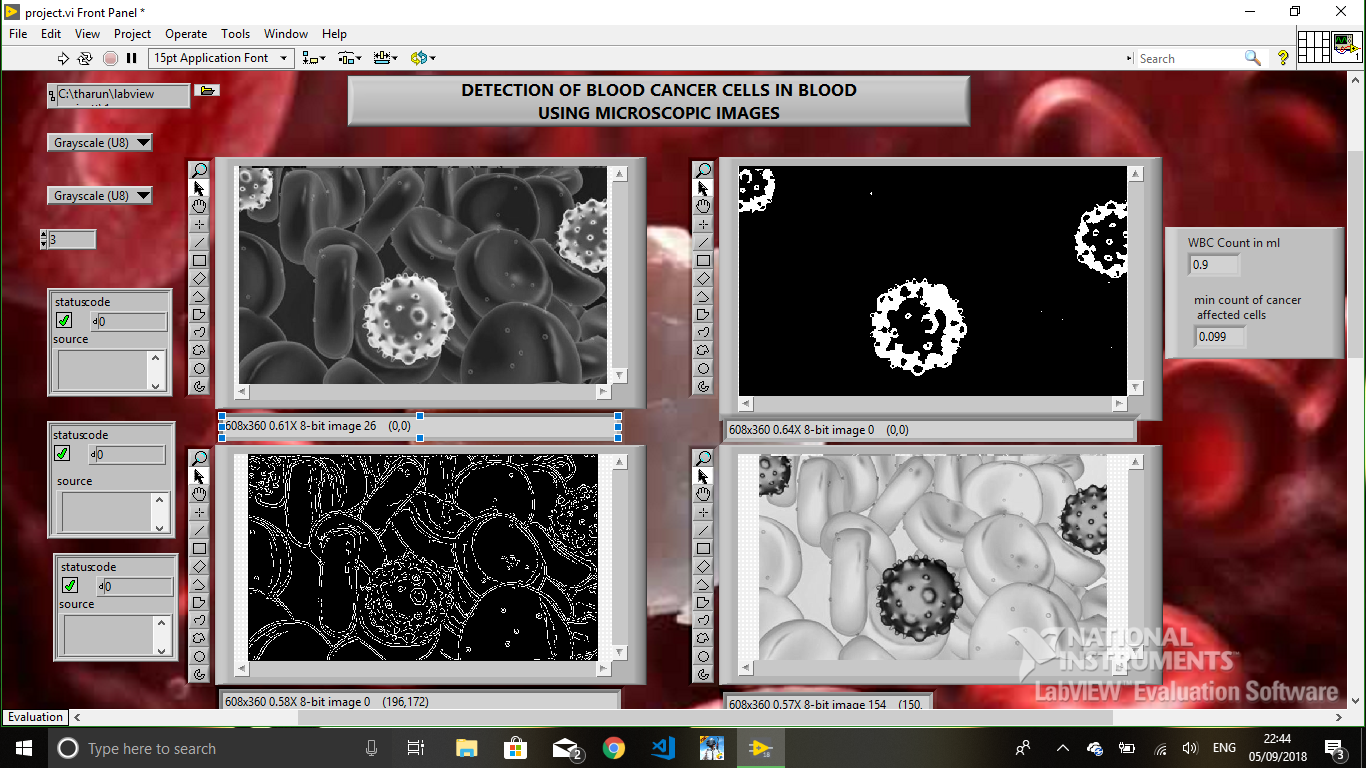 project.vi Front Panel *
File Edit View Project Operate Tools Window Help
15pt Application Font
Search
1
C:\tharun\labview
DETECTION OF BLOOD CANCER CELLS IN BLOOD
USING MICROSCOPIC IMAGES
Grayscale (U8)
Grayscale (U8)
3
WBC Count in ml
0.9
min count of cancer
affected cells
0.099
status code
d 0
source
608x360 0.61X 8-bit image 26 (0,0)
608x360 0.64X 8-bit image 0 (0,0)
status code
d 0
source
status code
d 0
source
NATIONAL
INSTRUMENTS™
LabVIEW™ Evaluation Software
608x360 0.58X 8-bit image 0 (196,172)
608x360 0.57X 8-bit image 154 (150,
Evaluation
Type here to search
2
ENG
22:44
05/09/2018
3